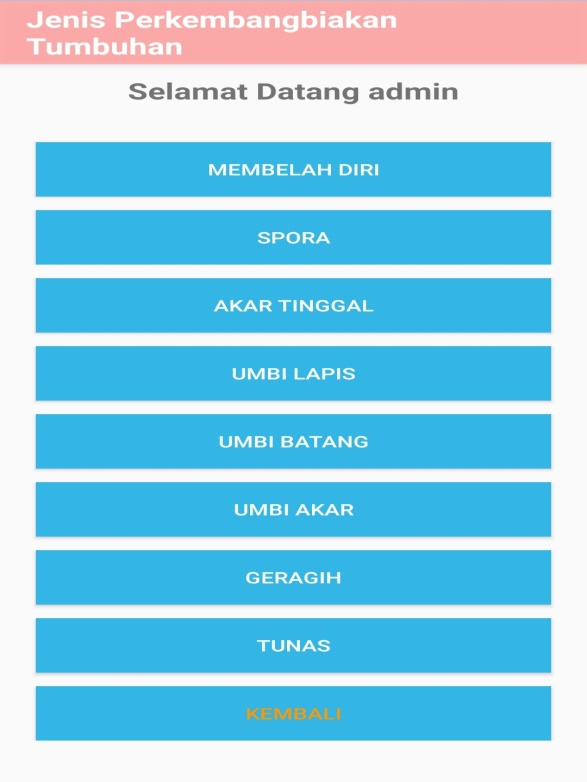 Jenis Perkembangbiakan
Tumbuhan
Selamat Datang admin
MEMBELAH DIRI
SPORA
AKAR TINGGAL
UMBI LAPIS
UMBI BATANG
UMBI AKAR
GERAGIH
TUNAS
KEMBALI